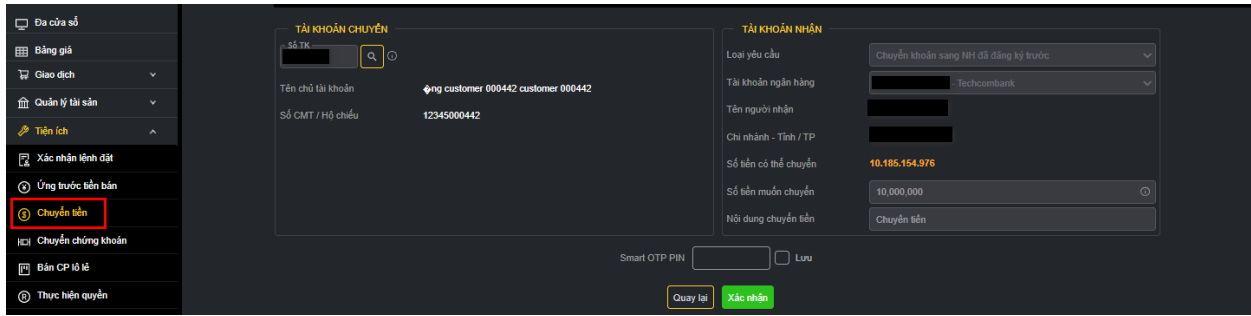 Đa cửa sổ
Bảng giá
Giao dịch
Quản lý tài sản
Tiện ích
Xác nhận lệnh đặt
Ứng trước tiền bán
Chuyển tiền
Chuyển chứng khoán
Bán CP lô lẻ
Thực hiện quyền
TÀI KHOẢN CHUYỂN
Số TK
Tên chủ tài khoản �ng customer 000442 customer 000442
Số CMT / Hộ chiếu 12345000442
TÀI KHOẢN NHẬN
Loại yêu cầu Chuyển khoản sang NH đã đăng ký trước
Tài khoản ngân hàng - Techcombank
Tên người nhận
Chi nhánh - Tỉnh / TP
Số tiền có thể chuyển 10.185.154.976
Số tiền muốn chuyển 10,000,000
Nội dung chuyển tiền Chuyển tiền
Smart OTP PIN Lưu
Quay lại Xác nhận